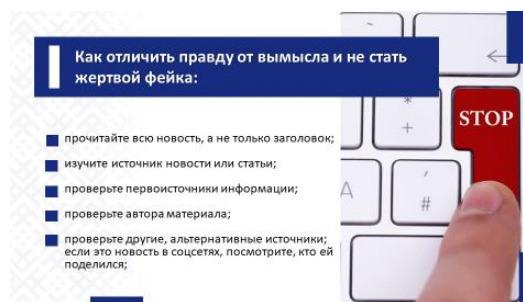 Как отличить правду от вымысла и не стать
жертвой фейка:
прочитайте всю новость, а не только заголовок;
изучите источник новости или статьи;
проверьте первоисточники информации;
проверьте автора материала;
проверьте другие, альтернативные источники;
если это новость в соцсетях, посмотрите, кто ей
поделился;
←
*
+
STOP
A
'
#